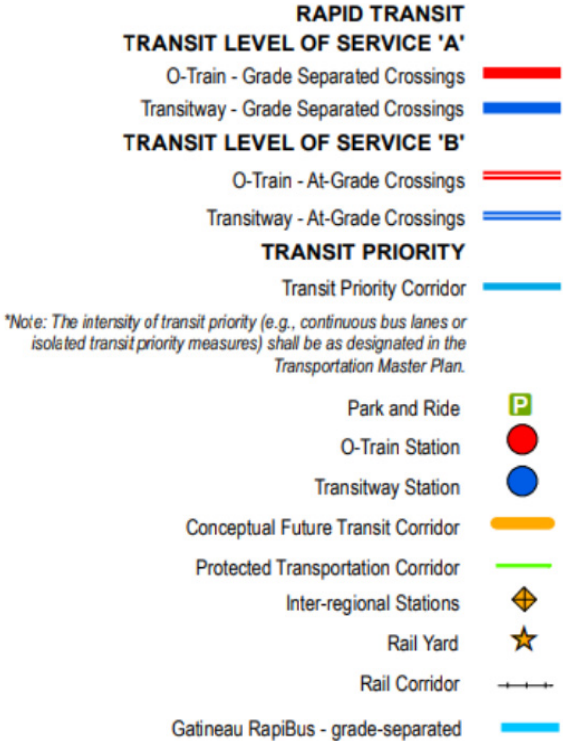 RAPID TRANSIT
TRANSIT LEVEL OF SERVICE 'A'
O-Train - Grade Separated Crossings
Transitway - Grade Separated Crossings
TRANSIT LEVEL OF SERVICE 'B'
O-Train - At-Grade Crossings
Transitway - At-Grade Crossings
TRANSIT PRIORITY
Transit Priority Corridor
*Note: The intensity of transit priority (e.g., continuous bus lanes or
isolated transit priority measures) shall be as designated in the
Transportation Master Plan.
Park and Ride P
O-Train Station
Transitway Station
Conceptual Future Transit Corridor
Protected Transportation Corridor
Inter-regional Stations
Rail Yard
Rail Corridor
Gatineau RapiBus - grade-separated